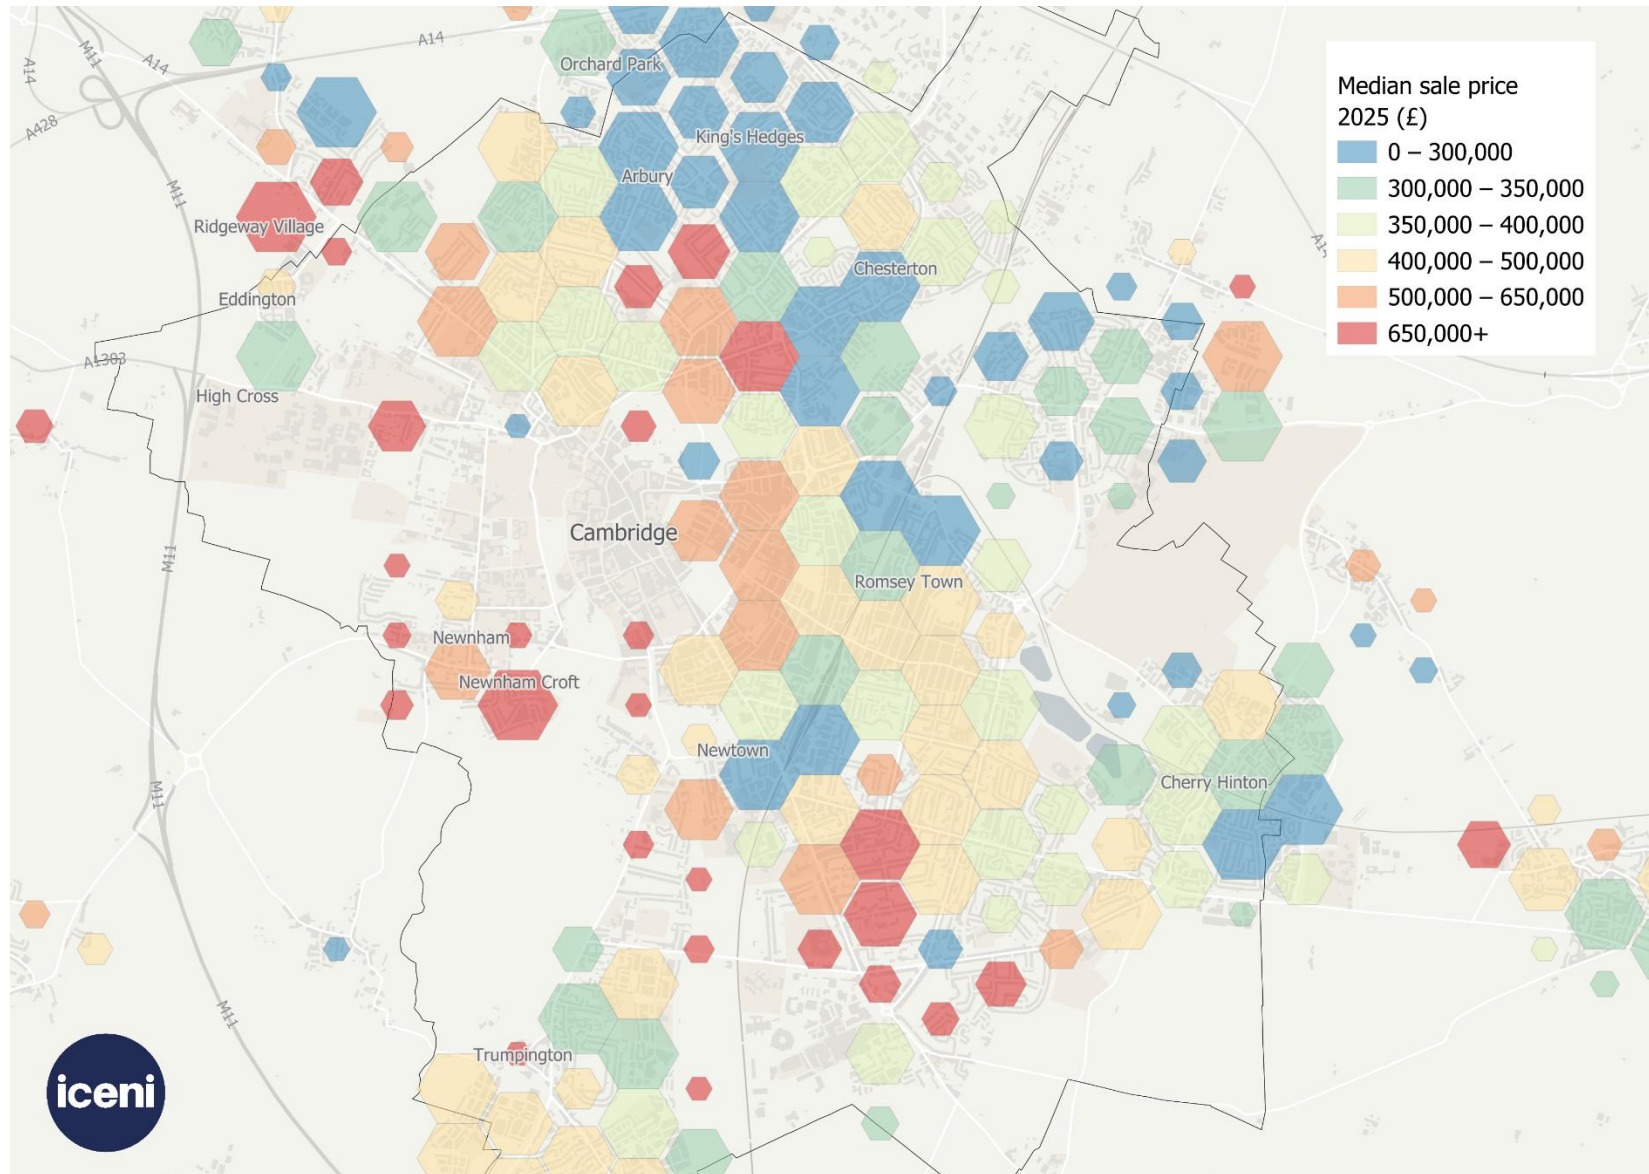 A14
M11
A14
A14
Orchard Park
A428
King's Hedges
Arbury
M11
Ridgeway Village
Chesterton
Eddington
A1303
High Cross
Cambridge
M11
Romsey Town
Newnham
Newnham Croft
Newtown
M11
Cherry Hinton
M11
Trumpington
iceni
Median sale price
2025 (£)
0 – 300,000
300,000 – 350,000
350,000 – 400,000
400,000 – 500,000
500,000 – 650,000
650,000+